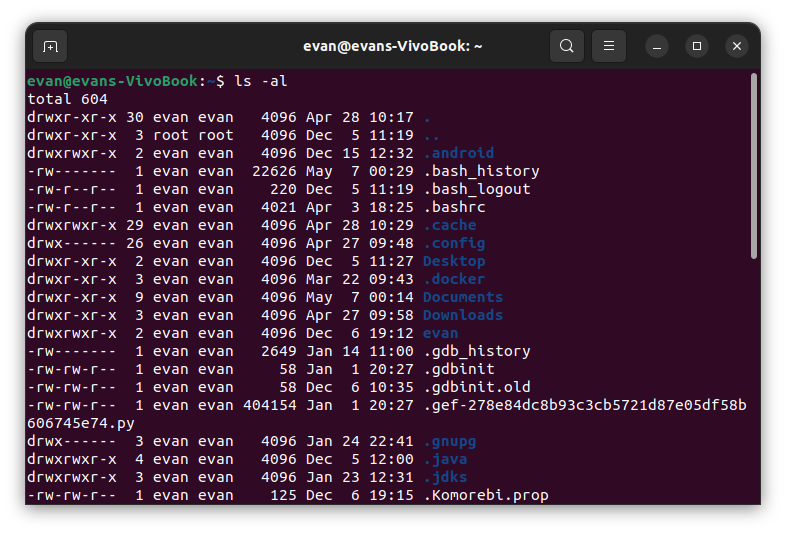 evan@evans-VivoBook: ~
evan@evans-VivoBook:~$ ls -al
total 604
drwxr-xr-x 30 evan evan   4096 Apr 28 10:17 .
drwxr-xr-x  3 root root   4096 Dec  5 11:19 ..
drwxrwxr-x  2 evan evan   4096 Dec 15 12:32 .android
-rw-------  1 evan evan  22626 May  7 00:29 .bash_history
-rw-r--r--  1 evan evan    220 Dec  5 11:19 .bash_logout
-rw-r--r--  1 evan evan   4021 Apr  3 18:25 .bashrc
drwxrwxr-x 29 evan evan   4096 Apr 28 10:29 .cache
drwx------ 26 evan evan   4096 Apr 27 09:48 .config
drwxr-xr-x  2 evan evan   4096 Dec  5 11:27 Desktop
drwxrwxr-x  3 evan evan   4096 Mar 22 09:43 .docker
drwxr-xr-x  9 evan evan   4096 May  7 00:14 Documents
drwxr-xr-x  3 evan evan   4096 Apr 27 09:58 Downloads
drwxrwxr-x  2 evan evan   4096 Dec  6 19:12 evan
-rw-------  1 evan evan   2649 Jan 14 11:00 .gdb_history
-rw-rw-r--  1 evan evan     58 Jan  1 20:27 .gdbinit
-rw-rw-r--  1 evan evan     58 Dec  6 10:35 .gdbinit.old
-rw-rw-r--  1 evan evan 404154 Jan  1 20:27 .gef-278e84dc8b93c3cb5721d87e05df58b
606745e74.py
drwx------  3 evan evan   4096 Jan 24 22:41 .gnupg
drwxrwxr-x  4 evan evan   4096 Dec  5 12:00 .java
drwxrwxr-x  3 evan evan   4096 Jan 23 12:31 .jdks
-rw-rw-r--  1 evan evan    125 Dec  6 19:15 .Komorebi.prop